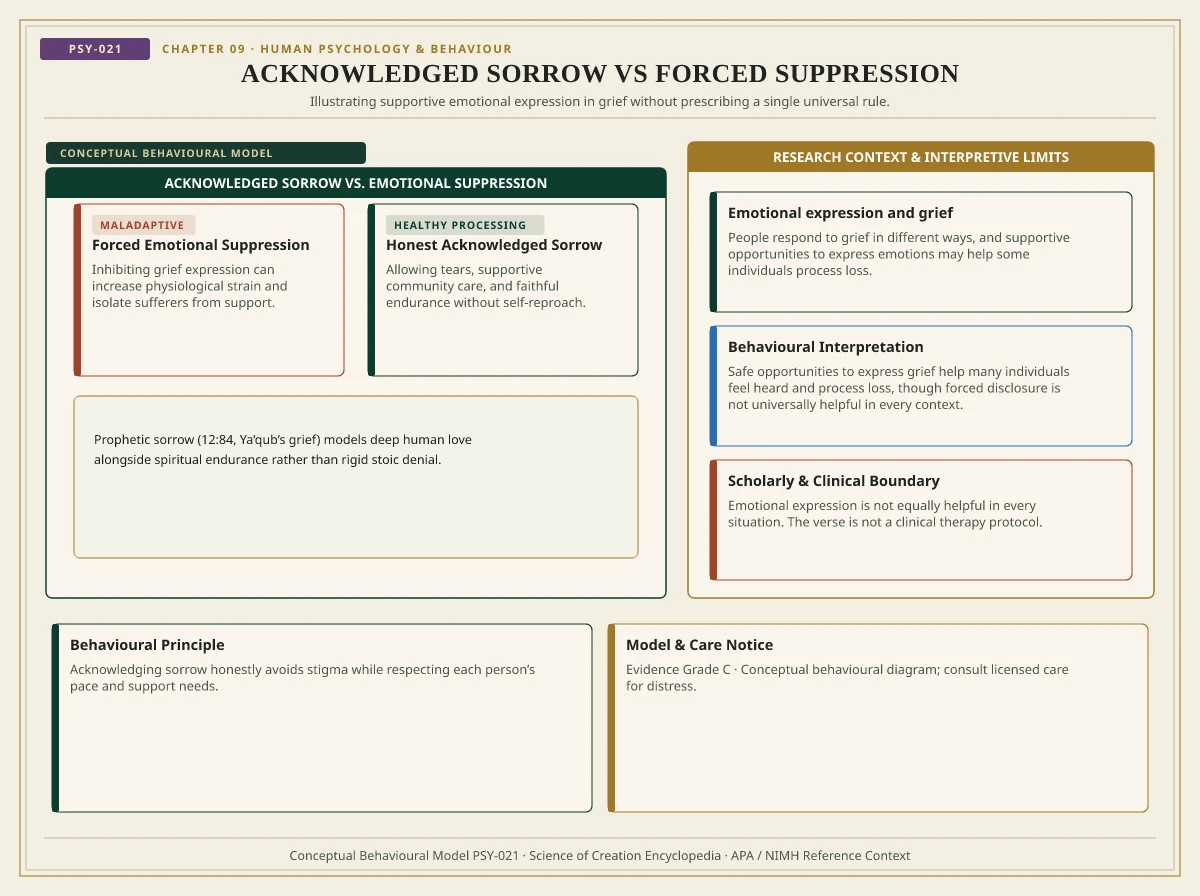 PSY-021
CHAPTER 09 · HUMAN PSYCHOLOGY & BEHAVIOUR
ACKNOWLEDGED SORROW VS FORCED SUPPRESSION
Illustrating supportive emotional expression in grief without prescribing a single universal rule.
CONCEPTUAL BEHAVIOURAL MODEL
ACKNOWLEDGED SORROW VS. EMOTIONAL SUPPRESSION
MALADAPTIVE
Forced Emotional Suppression
Inhibiting grief expression can
increase physiological strain and
isolate sufferers from support.
HEALTHY PROCESSING
Honest Acknowledged Sorrow
Allowing tears, supportive
community care, and faithful
endurance without self-reproach.
Prophetic sorrow (12:84, Ya‘qub’s grief) models deep human love
alongside spiritual endurance rather than rigid stoic denial.
RESEARCH CONTEXT & INTERPRETIVE LIMITS
Emotional expression and grief
People respond to grief in different ways, and supportive
opportunities to express emotions may help some
individuals process loss.
Behavioural Interpretation
Safe opportunities to express grief help many individuals
feel heard and process loss, though forced disclosure is
not universally helpful in every context.
Scholarly & Clinical Boundary
Emotional expression is not equally helpful in every
situation. The verse is not a clinical therapy protocol.
Behavioural Principle
Acknowledging sorrow honestly avoids stigma while respecting each person’s
pace and support needs.
Model & Care Notice
Evidence Grade C · Conceptual behavioural diagram; consult licensed care
for distress.
Conceptual Behavioural Model PSY-021 · Science of Creation Encyclopedia · APA / NIMH Reference Context